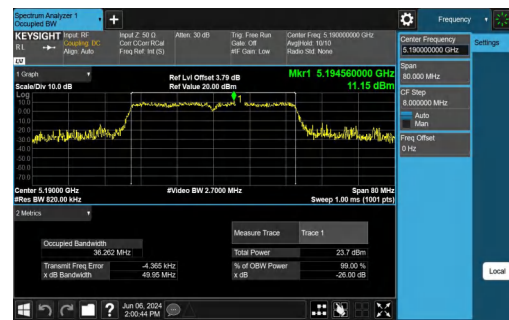 Spectrum Analyzer 1
Occupied BW
Frequency
KEYSIGHT Input: RF Input Z: 50 Ω Atten: 30 dB Trig: Free Run Center Freq: 5.190000000 GHz
RL Coupling: DC Corr CCorr RCal Gate: Off Avg|Hold: 10/10
Align: Auto Freq Ref: Int (S) #IF Gain: Low Radio Std: None
LV
Center Frequency
5.190000000 GHz
Settings
Span
80.000 MHz
CF Step
8.000000 MHz
Auto
Man
Freq Offset
0 Hz
Local
1 Graph
Scale/Div 10.0 dB
Ref Lvl Offset 3.79 dB
Ref Value 20.00 dBm
Mkr1 5.194560000 GHz
11.15 dBm
Log
10.0
0.00
-10.0
-20.0
-30.0
-40.0
-50.0
-60.0
-70.0
1
Center 5.19000 GHz #Video BW 2.7000 MHz Span 80 MHz
#Res BW 820.00 kHz Sweep 1.00 ms (1001 pts)
2 Metrics
Measure Trace Trace 1
Occupied Bandwidth
36.262 MHz Total Power 23.7 dBm
Transmit Freq Error -4.365 kHz % of OBW Power 99.00 %
x dB Bandwidth 49.95 MHz x dB -26.00 dB
Jun 06, 2024
2:00:44 PM